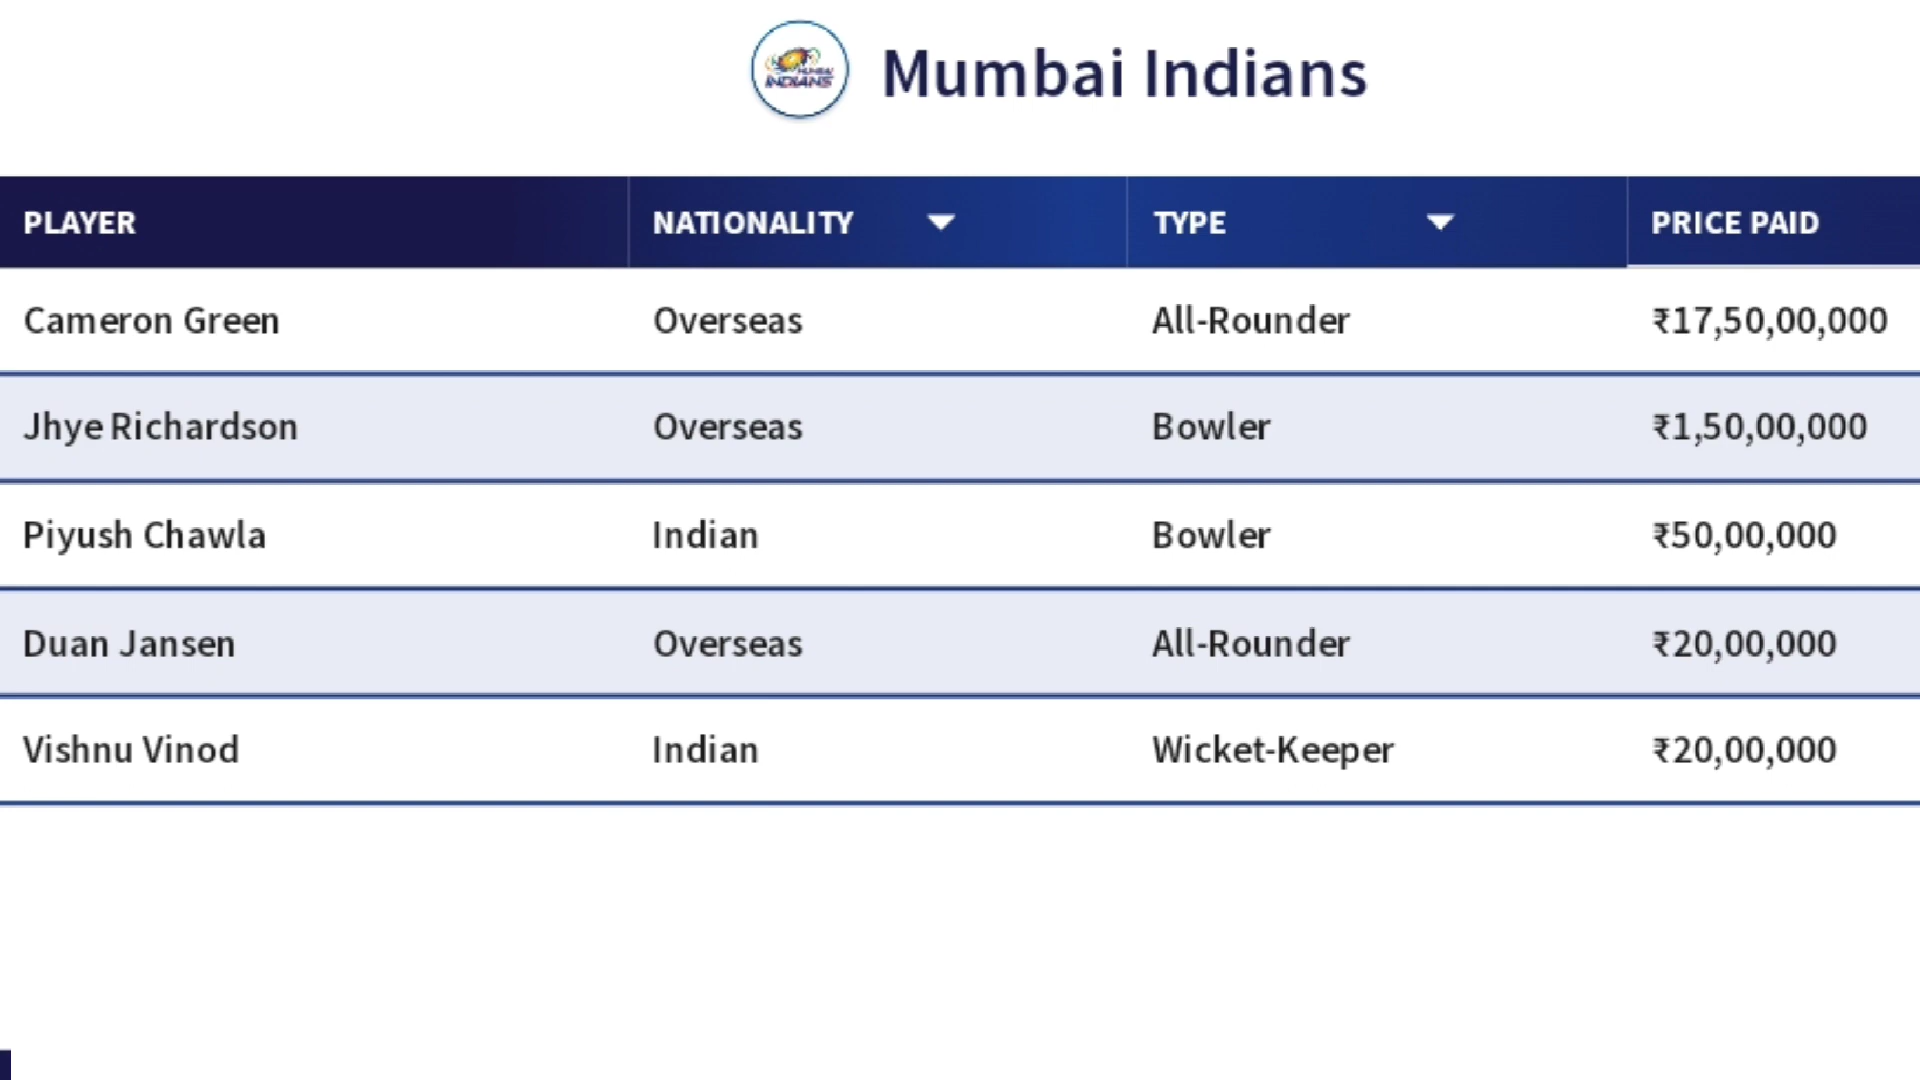 MUMBAI
INDIANS
Mumbai Indians
PLAYER NATIONALITY TYPE PRICE PAID
Cameron Green Overseas All-Rounder ₹17,50,00,000
Jhye Richardson Overseas Bowler ₹1,50,00,000
Piyush Chawla Indian Bowler ₹50,00,000
Duan Jansen Overseas All-Rounder ₹20,00,000
Vishnu Vinod Indian Wicket-Keeper ₹20,00,000